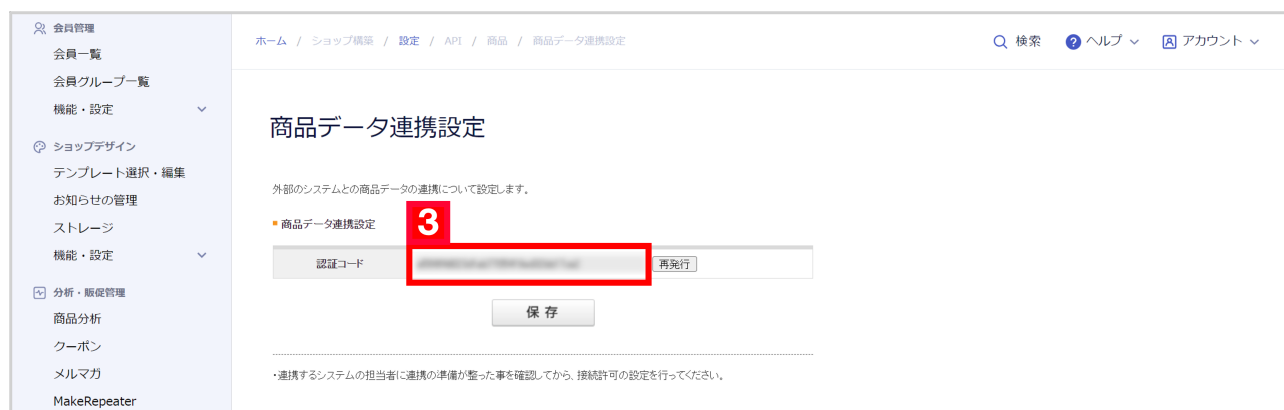 会員管理
会員一覧
会員グループ一覧
機能・設定
ショップデザイン
テンプレート選択・編集
お知らせの管理
ストレージ
機能・設定
分析・販促管理
商品分析
クーポン
メルマガ
MakeRepeater
ホーム / ショップ構築 / 設定 / API / 商品 / 商品データ連携設定
検索 ヘルプ アカウント
商品データ連携設定
外部のシステムとの商品データの連携について設定します。
商品データ連携設定
3
認証コード 再発行
保存
・連携するシステムの担当者に連携の準備が整った事を確認してから、接続許可の設定を行ってください。